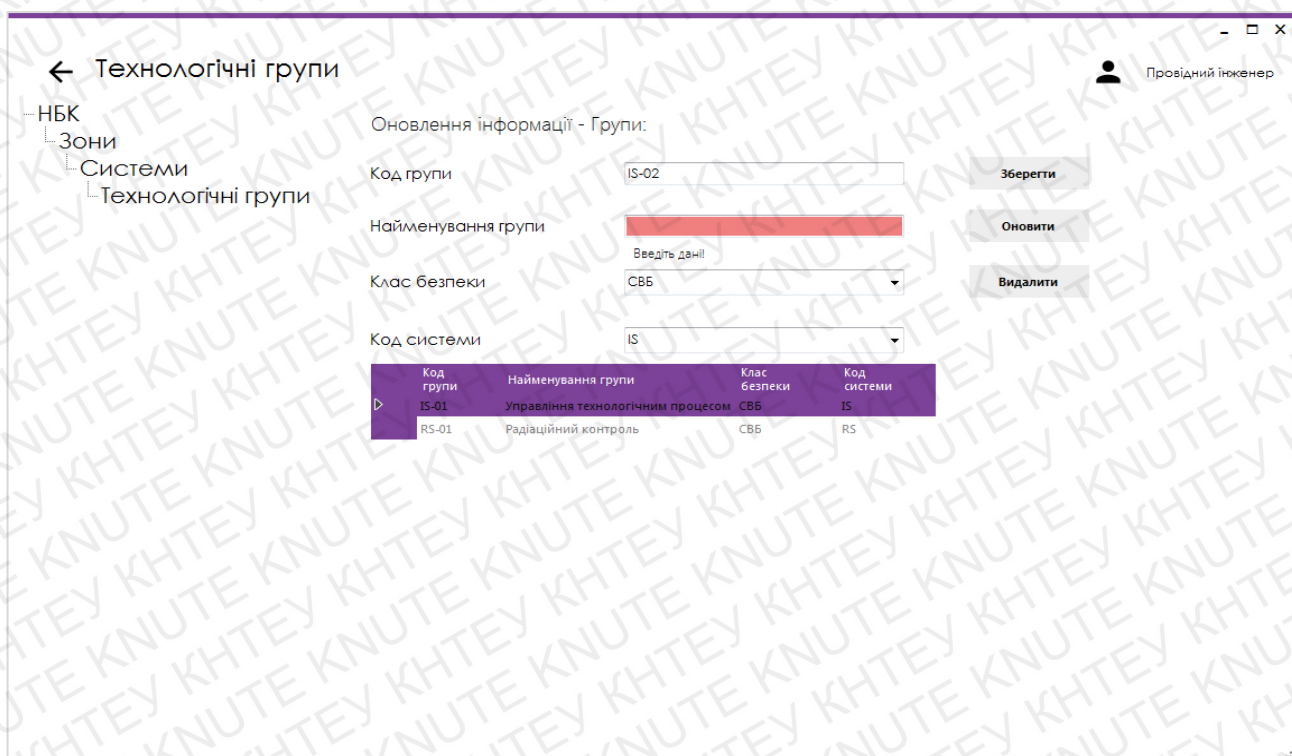 Технологічні групи
Провідний інженер
НБК
Зони
Системи
Технологічні групи
Оновлення інформації - Групи:
Код групи IS-02 Зберегти
Найменування групи Оновити
Введіть дані!
Клас безпеки СВБ Видалити
Код системи IS
Код групи Найменування групи Клас безпеки Код системи
IS-01 Управління технологічним процесом СВБ IS
RS-01 Радіаційний контроль СВБ RS
KNUTE КНТЕУ